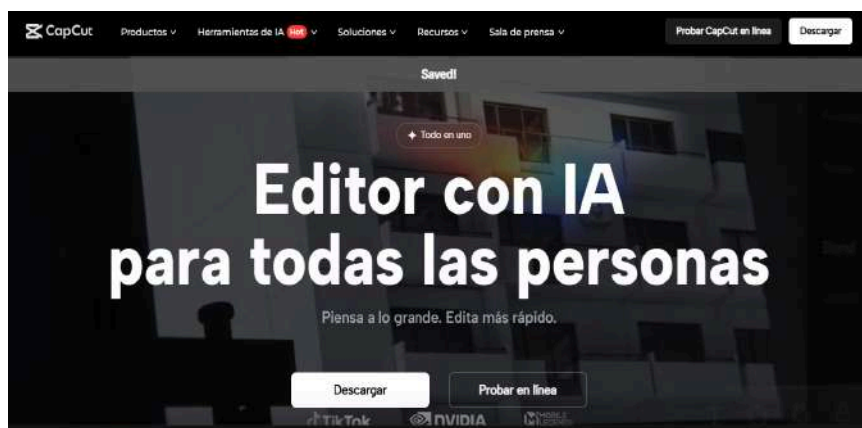 CapCut
Productos
Herramientas de IA Hot
Soluciones
Recursos
Sala de prensa
Probar CapCut en línea
Descargar
Saved!
Todo en uno
Editor con IA
para todas las personas
Piensa a lo grande. Edita más rápido.
Descargar
Probar en línea
TikTok
NVIDIA
MOBILE